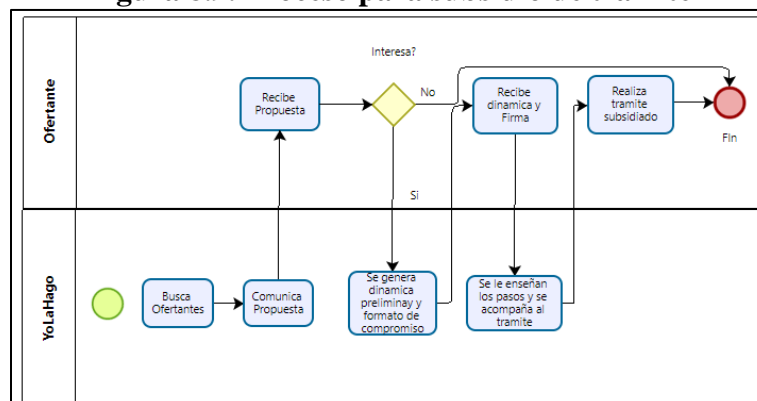 Interesa?
Ofertante
Recibe
Propuesta
No
Recibe
dinamica y
Firma
Realiza
tramite
subsidiado
FIn
Si
YoLaHago
Busca
Ofertantes
Comunica
Propuesta
Se genera
dinamica
preliminay y
formato de
compromiso
Se le enseñan
los pasos y se
acompaña al
tramite